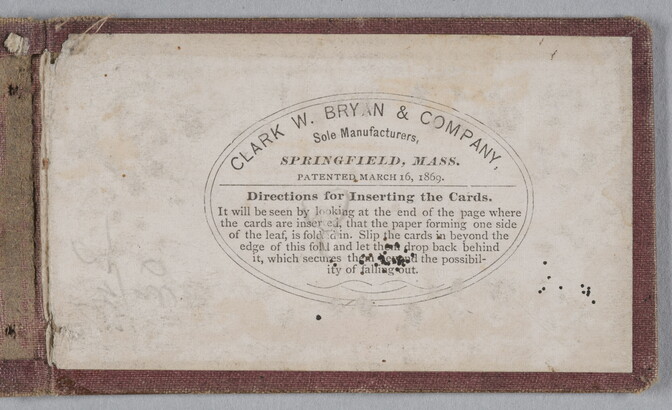 CLARK W. BRYAN & COMPANY,
Sole Manufacturers,
SPRINGFIELD, MASS.
PATENTED MARCH 16, 1869.
Directions for Inserting the Cards.
It will be seen by looking at the end of the page where
the cards are inserted, that the paper forming one side
of the leaf, is folded in. Slip the cards in beyond the
edge of this fold and let them drop back behind
it, which secures them beyond the possibil-
ity of falling out.